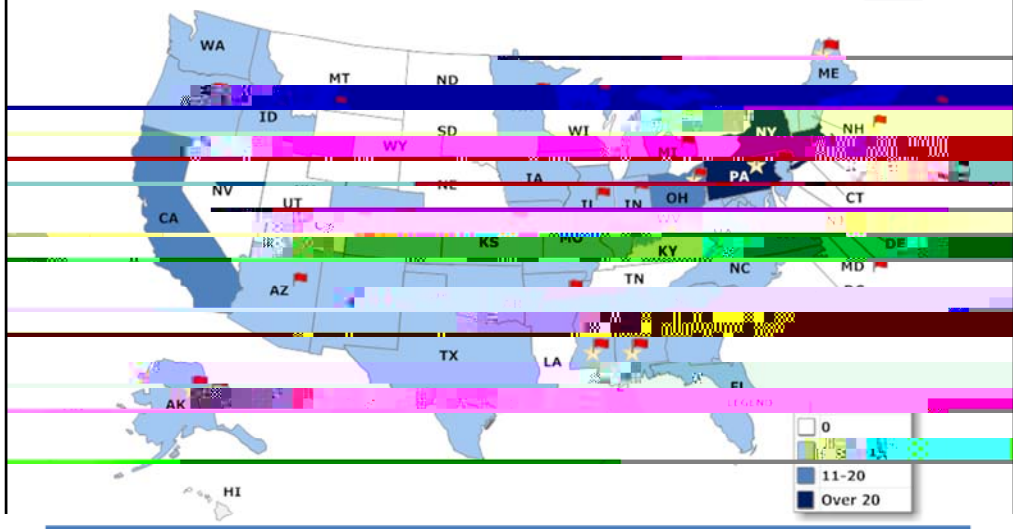 WA
ME
MT
ND
ID
WI
NH
SD
WY
MI
NY
IA
PA
NV
UT
IL
IN
OH
CT
CA
KS
MO
KY
DE
NC
MD
AZ
TN
TX
LA
AK
LEGEND
0
11-20
HI
Over 20